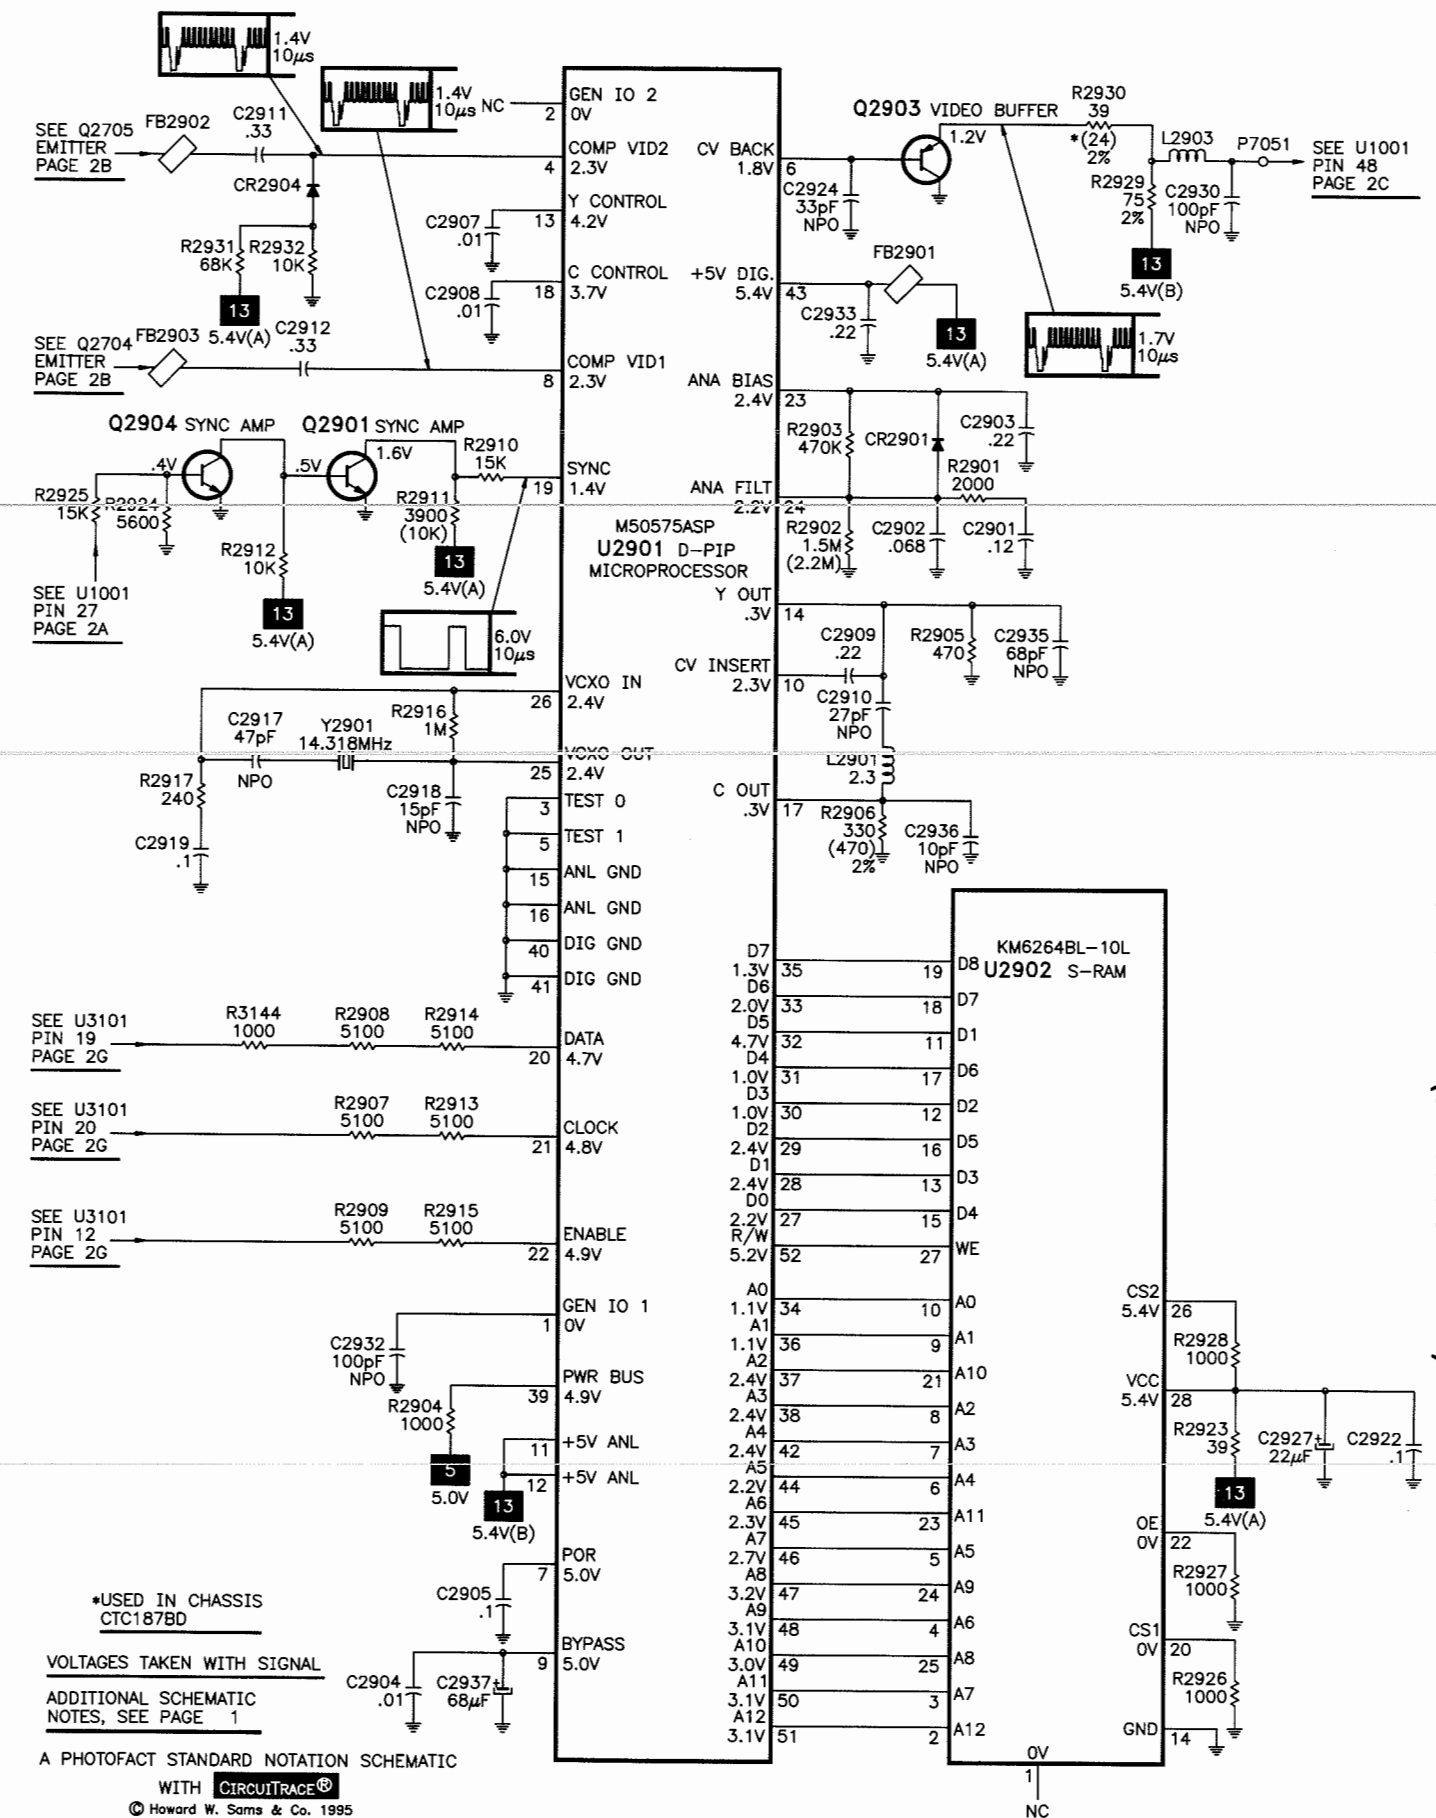 1.4V
10μs
1.4V
10μs
NC
2
GEN IO 2
0V
SEE Q2705
EMITTER
PAGE 2B
FB2902
C2911
.33
4
COMP VID2
2.3V
CR2904
R2931
68K
R2932
10K
13
5.4V(A)
C2907
.01
13
Y CONTROL
4.2V
C2908
.01
18
C CONTROL
3.7V
SEE Q2704
EMITTER
PAGE 2B
FB2903
C2912
.33
8
COMP VID1
2.3V
Q2904 SYNC AMP
.4V
Q2901 SYNC AMP
.5V
1.6V
R2910
15K
19
SYNC
1.4V
R2925
15K
R2924
5600
R2912
10K
13
5.4V(A)
R2911
3900
(10K)
13
5.4V(A)
SEE U1001
PIN 27
PAGE 2A
6.0V
10μs
M50575ASP
U2901 D-PIP
MICROPROCESSOR
CV BACK
1.8V
6
C2924
33pF
NPO
Q2903 VIDEO BUFFER
1.2V
R2930
39
*(24)
2%
L2903
P7051
SEE U1001
PIN 48
PAGE 2C
R2929
75
2%
C2930
100pF
NPO
13
5.4V(B)
+5V DIG.
5.4V
43
FB2901
C2933
.22
13
5.4V(A)
1.7V
10μs
ANA BIAS
2.4V
23
R2903
470K
CR2901
C2903
.22
R2901
2000
ANA FILT
2.2V
24
R2902
1.5M
(2.2M)
C2902
.068
C2901
.12
Y OUT
.3V
14
C2909
.22
R2905
470
C2935
68pF
NPO
CV INSERT
2.3V
10
C2910
27pF
NPO
L2901
2.3
C OUT
.3V
17
R2906
330
(470)
2%
C2936
10pF
NPO
26
VCXO IN
2.4V
C2917
47pF
NPO
Y2901
14.318MHz
R2916
1M
25
VCXO OUT
2.4V
R2917
240
C2919
.1
C2918
15pF
NPO
3
TEST 0
5
TEST 1
15
ANL GND
16
ANL GND
40
DIG GND
41
DIG GND
SEE U3101
PIN 19
PAGE 2G
R3144
1000
R2908
5100
R2914
5100
20
DATA
4.7V
SEE U3101
PIN 20
PAGE 2G
R2907
5100
R2913
5100
21
CLOCK
4.8V
SEE U3101
PIN 12
PAGE 2G
R2909
5100
R2915
5100
22
ENABLE
4.9V
1
GEN IO 1
0V
C2932
100pF
NPO
39
PWR BUS
4.9V
R2904
1000
5
5.0V
11
+5V ANL
12
+5V ANL
13
5.4V(B)
7
POR
5.0V
C2905
.1
9
BYPASS
5.0V
C2904
.01
C2937
+
68μF
KM6264BL-10L
U2902 S-RAM
D7
1.3V 35 19 D8
D6
2.0V 33 18 D7
D5
4.7V 32 11 D1
D4
1.0V 31 17 D6
D3
1.0V 30 12 D2
D2
2.4V 29 16 D5
D1
2.4V 28 13 D3
D0
2.2V 27 15 D4
R/W
5.2V 52 27 WE
A0
1.1V 34 10 A0
A1
1.1V 36 9 A1
A2
2.4V 37 21 A10
A3
2.4V 38 8 A2
A4
2.4V 42 7 A3
A5
2.2V 44 6 A4
A6
2.3V 45 23 A11
A7
2.7V 46 5 A5
A8
3.2V 47 24 A9
A9
3.1V 48 4 A6
A10
3.0V 49 25 A8
A11
3.1V 50 3 A7
A12
3.1V 51 2 A12
CS2
5.4V 26
R2928
1000
VCC
5.4V 28
R2923
39
C2927
+
22μF
C2922
.1
13
5.4V(A)
OE
0V 22
R2927
1000
CS1
0V 20
R2926
1000
GND 14
0V
1
NC
*USED IN CHASSIS
CTC187BD
VOLTAGES TAKEN WITH SIGNAL
ADDITIONAL SCHEMATIC
NOTES, SEE PAGE 1
A PHOTOFACT STANDARD NOTATION SCHEMATIC
WITH CIRCUITRACE®
© Howard W. Sams & Co. 1995